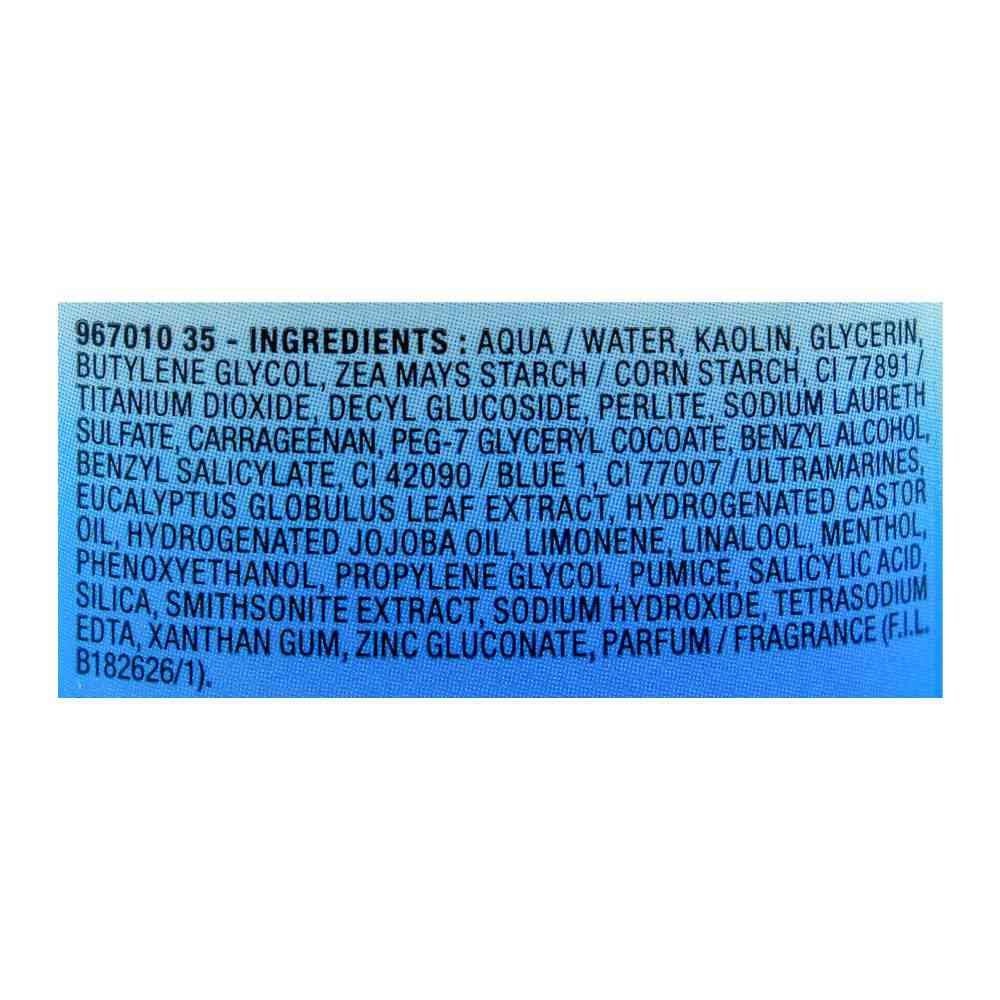 967010 35 - INGREDIENTS : AQUA / WATER, KAOLIN, GLYCERIN,
BUTYLENE GLYCOL, ZEA MAYS STARCH / CORN STARCH, CI 77891 /
TITANIUM DIOXIDE, DECYL GLUCOSIDE, PERLITE, SODIUM LAURETH
SULFATE, CARRAGEENAN, PEG-7 GLYCERYL COCOATE, BENZYL ALCOHOL,
BENZYL SALICYLATE, CI 42090 / BLUE 1, CI 77007 / ULTRAMARINES,
EUCALYPTUS GLOBULUS LEAF EXTRACT, HYDROGENATED CASTOR
OIL, HYDROGENATED JOJOBA OIL, LIMONENE, LINALOOL, MENTHOL,
PHENOXYETHANOL, PROPYLENE GLYCOL, PUMICE, SALICYLIC ACID,
SILICA, SMITHSONITE EXTRACT, SODIUM HYDROXIDE, TETRASODIUM
EDTA, XANTHAN GUM, ZINC GLUCONATE, PARFUM / FRAGRANCE (F.I.L.
B182626/1).